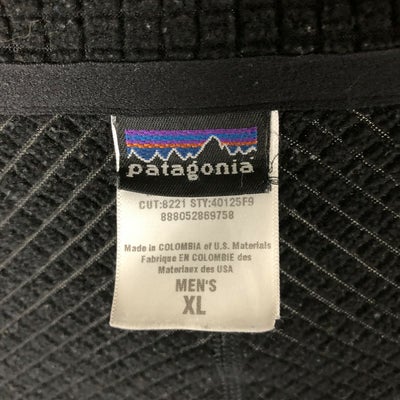 patagonia
CUT:8221 STY:40125F9
888052869758
Made in COLOMBIA of U.S. Materials
Fabrique EN COLOMBIE des
Materiaux des USA
MEN'S
XL